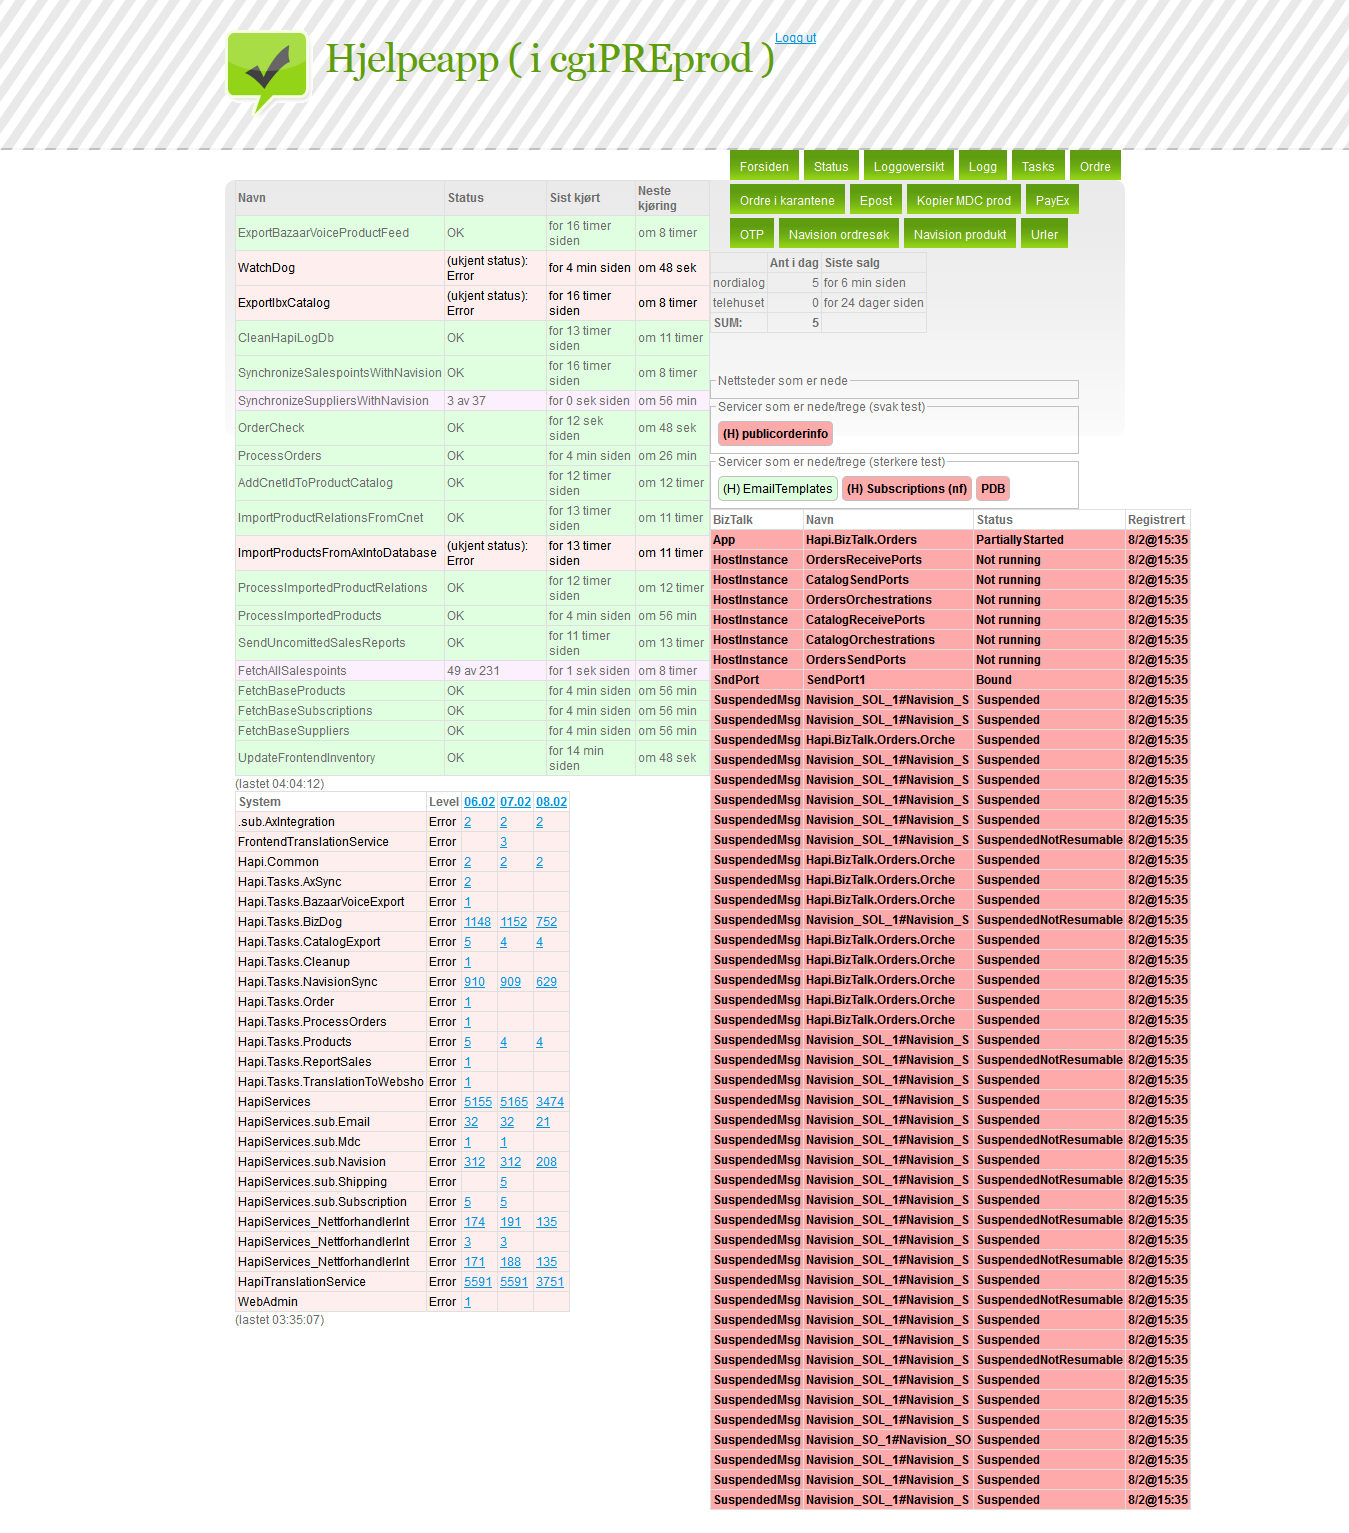 Hjelpeapp ( i cgiPREprod )
Logg ut
Forsiden Status Loggoversikt Logg Tasks Ordre
Ordre i karantene Epost Kopier MDC prod PayEx
OTP Navision ordresøk Navision produkt Urler
Navn Status Sist kjørt Neste kjøring
ExportBazaarVoiceProductFeed OK for 16 timer siden om 8 timer
WatchDog (ukjent status): Error for 4 min siden om 48 sek
ExportIbxCatalog (ukjent status): Error for 16 timer siden om 8 timer
CleanHapiLogDb OK for 13 timer siden om 11 timer
SynchronizeSalespointsWithNavision OK for 16 timer siden om 8 timer
SynchronizeSuppliersWithNavision 3 av 37 for 0 sek siden om 56 min
OrderCheck OK for 12 sek siden om 48 sek
ProcessOrders OK for 4 min siden om 26 min
AddCnetIdToProductCatalog OK for 12 timer siden om 12 timer
ImportProductRelationsFromCnet OK for 13 timer siden om 11 timer
ImportProductsFromAxIntoDatabase (ukjent status): Error for 13 timer siden om 11 timer
ProcessImportedProductRelations OK for 12 timer siden om 12 timer
ProcessImportedProducts OK for 4 min siden om 56 min
SendUncomittedSalesReports OK for 11 timer siden om 13 timer
FetchAllSalespoints 49 av 231 for 1 sek siden om 8 timer
FetchBaseProducts OK for 4 min siden om 56 min
FetchBaseSubscriptions OK for 4 min siden om 56 min
FetchBaseSuppliers OK for 4 min siden om 56 min
UpdateFrontendInventory OK for 14 min siden om 48 sek
(lastet 04:04:12)
System Level 06.02 07.02 08.02
.sub.AxIntegration Error 2 2 2
FrontendTranslationService Error 3
Hapi.Common Error 2 2 2
Hapi.Tasks.AxSync Error 2
Hapi.Tasks.BazaarVoiceExport Error 1
Hapi.Tasks.BizDog Error 1148 1152 752
Hapi.Tasks.CatalogExport Error 5 4 4
Hapi.Tasks.Cleanup Error 1
Hapi.Tasks.NavisionSync Error 910 909 629
Hapi.Tasks.Order Error 1
Hapi.Tasks.ProcessOrders Error 1
Hapi.Tasks.Products Error 5 4 4
Hapi.Tasks.ReportSales Error 1
Hapi.Tasks.TranslationToWebsho Error 1
HapiServices Error 5155 5165 3474
HapiServices.sub.Email Error 32 32 21
HapiServices.sub.Mdc Error 1 1
HapiServices.sub.Navision Error 312 312 208
HapiServices.sub.Shipping Error 5
HapiServices.sub.Subscription Error 5 5
HapiServices_NettforhandlerInt Error 174 191 135
HapiServices_NettforhandlerInt Error 3 3
HapiServices_NettforhandlerInt Error 171 188 135
HapiTranslationService Error 5591 5591 3751
WebAdmin Error 1
(lastet 03:35:07)
Ant i dag Siste salg
nordialog 5 for 6 min siden
telehuset 0 for 24 dager siden
SUM: 5
Nettsteder som er nede
Servicer som er nede/trege (svak test)
(H) publicorderinfo
Servicer som er nede/trege (sterkere test)
(H) EmailTemplates (H) Subscriptions (nf) PDB
BizTalk Navn Status Registrert
App Hapi.BizTalk.Orders PartiallyStarted 8/2@15:35
HostInstance OrdersReceivePorts Not running 8/2@15:35
HostInstance CatalogSendPorts Not running 8/2@15:35
HostInstance OrdersOrchestrations Not running 8/2@15:35
HostInstance CatalogReceivePorts Not running 8/2@15:35
HostInstance CatalogOrchestrations Not running 8/2@15:35
HostInstance OrdersSendPorts Not running 8/2@15:35
SndPort SendPort1 Bound 8/2@15:35
SuspendedMsg Navision_SOL_1#Navision_S Suspended 8/2@15:35
SuspendedMsg Navision_SOL_1#Navision_S Suspended 8/2@15:35
SuspendedMsg Hapi.BizTalk.Orders.Orche Suspended 8/2@15:35
SuspendedMsg Navision_SOL_1#Navision_S Suspended 8/2@15:35
SuspendedMsg Navision_SOL_1#Navision_S Suspended 8/2@15:35
SuspendedMsg Navision_SOL_1#Navision_S Suspended 8/2@15:35
SuspendedMsg Navision_SOL_1#Navision_S Suspended 8/2@15:35
SuspendedMsg Navision_SOL_1#Navision_S SuspendedNotResumable 8/2@15:35
SuspendedMsg Hapi.BizTalk.Orders.Orche Suspended 8/2@15:35
SuspendedMsg Hapi.BizTalk.Orders.Orche Suspended 8/2@15:35
SuspendedMsg Hapi.BizTalk.Orders.Orche Suspended 8/2@15:35
SuspendedMsg Navision_SOL_1#Navision_S SuspendedNotResumable 8/2@15:35
SuspendedMsg Hapi.BizTalk.Orders.Orche Suspended 8/2@15:35
SuspendedMsg Hapi.BizTalk.Orders.Orche Suspended 8/2@15:35
SuspendedMsg Hapi.BizTalk.Orders.Orche Suspended 8/2@15:35
SuspendedMsg Hapi.BizTalk.Orders.Orche Suspended 8/2@15:35
SuspendedMsg Hapi.BizTalk.Orders.Orche Suspended 8/2@15:35
SuspendedMsg Navision_SOL_1#Navision_S Suspended 8/2@15:35
SuspendedMsg Navision_SOL_1#Navision_S SuspendedNotResumable 8/2@15:35
SuspendedMsg Navision_SOL_1#Navision_S Suspended 8/2@15:35
SuspendedMsg Navision_SOL_1#Navision_S Suspended 8/2@15:35
SuspendedMsg Navision_SOL_1#Navision_S Suspended 8/2@15:35
SuspendedMsg Navision_SOL_1#Navision_S SuspendedNotResumable 8/2@15:35
SuspendedMsg Navision_SOL_1#Navision_S Suspended 8/2@15:35
SuspendedMsg Navision_SOL_1#Navision_S SuspendedNotResumable 8/2@15:35
SuspendedMsg Navision_SOL_1#Navision_S Suspended 8/2@15:35
SuspendedMsg Navision_SOL_1#Navision_S SuspendedNotResumable 8/2@15:35
SuspendedMsg Navision_SOL_1#Navision_S Suspended 8/2@15:35
SuspendedMsg Navision_SOL_1#Navision_S SuspendedNotResumable 8/2@15:35
SuspendedMsg Navision_SOL_1#Navision_S Suspended 8/2@15:35
SuspendedMsg Navision_SOL_1#Navision_S SuspendedNotResumable 8/2@15:35
SuspendedMsg Navision_SOL_1#Navision_S Suspended 8/2@15:35
SuspendedMsg Navision_SOL_1#Navision_S Suspended 8/2@15:35
SuspendedMsg Navision_SOL_1#Navision_S SuspendedNotResumable 8/2@15:35
SuspendedMsg Navision_SOL_1#Navision_S Suspended 8/2@15:35
SuspendedMsg Navision_SOL_1#Navision_S Suspended 8/2@15:35
SuspendedMsg Navision_SOL_1#Navision_S Suspended 8/2@15:35
SuspendedMsg Navision_SO_1#Navision_SO Suspended 8/2@15:35
SuspendedMsg Navision_SOL_1#Navision_S Suspended 8/2@15:35
SuspendedMsg Navision_SOL_1#Navision_S Suspended 8/2@15:35
SuspendedMsg Navision_SOL_1#Navision_S Suspended 8/2@15:35